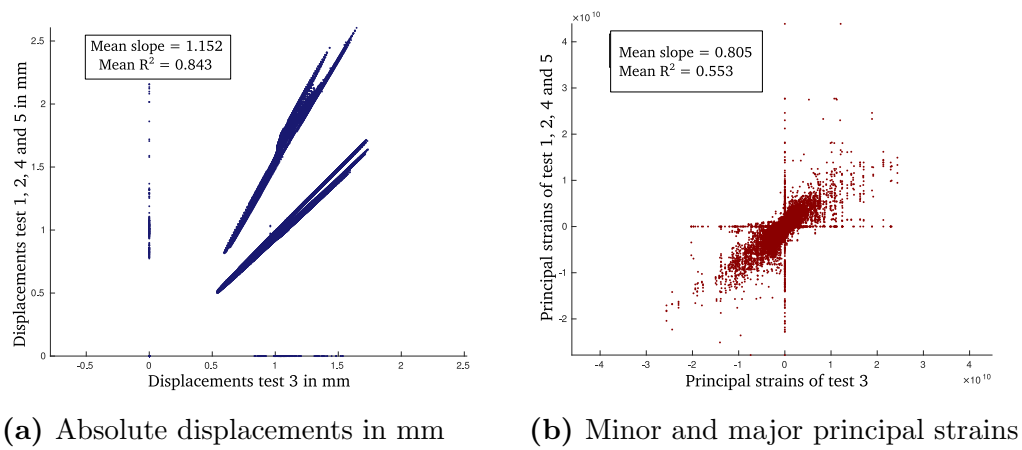 Mean slope = 1.152
Mean R² = 0.843
Displacements test 1, 2, 4 and 5 in mm
2.5
2
1.5
1
0.5
0
-0.5 0 0.5 1 1.5 2 2.5
Displacements test 3 in mm
(a) Absolute displacements in mm
×10 10
Mean slope = 0.805
Mean R² = 0.553
Principal strains of test 1, 2, 4 and 5
4
3
2
1
0
-1
-2
-4 -3 -2 -1 0 1 2 3 4
×10 10
Principal strains of test 3
(b) Minor and major principal strains